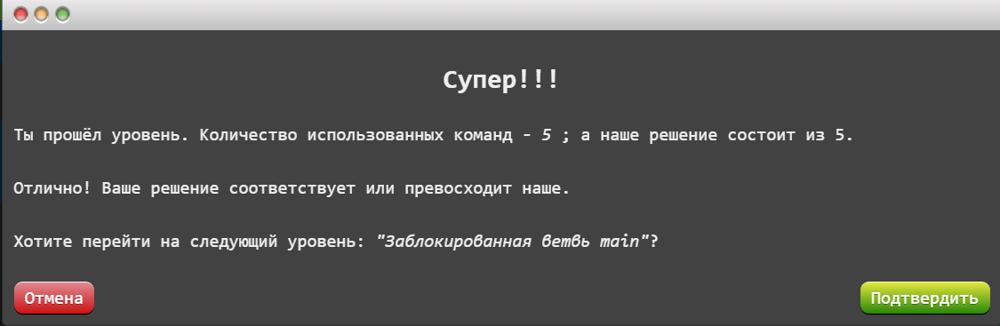 Супер!!!
Ты прошёл уровень. Количество использованных команд - 5 ; а наше решение состоит из 5.
Отлично! Ваше решение соответствует или превосходит наше.
Хотите перейти на следующий уровень: "Заблокированная ветвь main"?
Отмена
Подтвердить